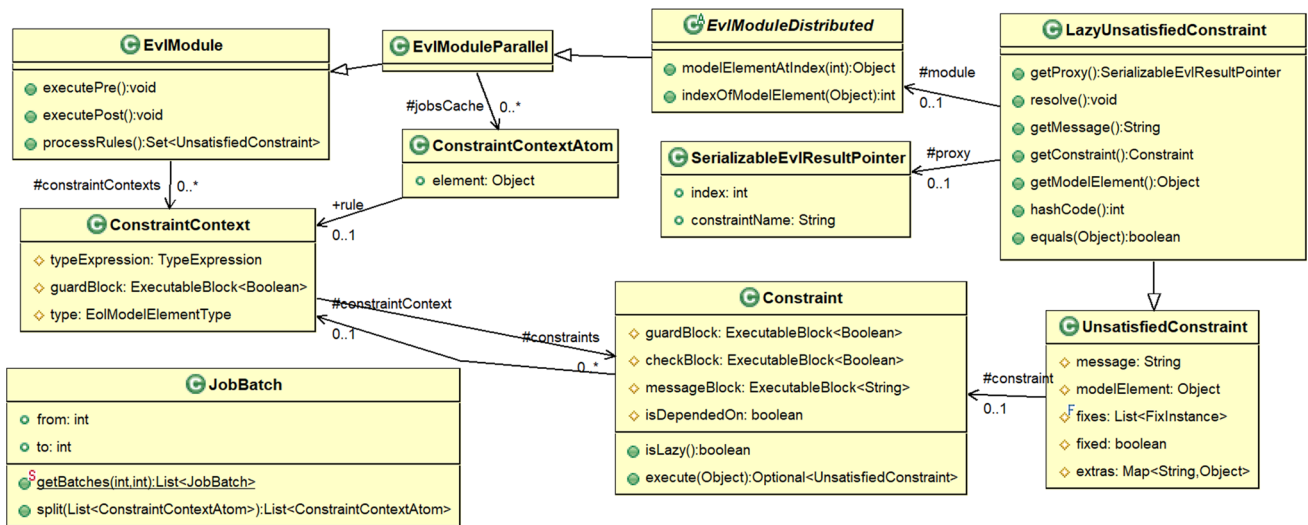 EvlModule
executePre():void
executePost():void
processRules():Set<UnsatisfiedConstraint>
#constraintContexts
0..*
EvlModuleParallel
#jobsCache
0..*
EvlModuleDistributed
modelElementAtIndex(int):Object
indexOfModelElement(Object):int
#module
0..1
LazyUnsatisfiedConstraint
getProxy():SerializableEvlResultPointer
resolve():void
getMessage():String
getConstraint():Constraint
getModelElement():Object
hashCode():int
equals(Object):boolean
ConstraintContextAtom
element: Object
+rule
0..1
SerializableEvlResultPointer
index: int
constraintName: String
#proxy
0..1
ConstraintContext
typeExpression: TypeExpression
guardBlock: ExecutableBlock<Boolean>
type: EolModelElementType
#constraintContext
0..1
#constraints
0..*
Constraint
guardBlock: ExecutableBlock<Boolean>
checkBlock: ExecutableBlock<Boolean>
messageBlock: ExecutableBlock<String>
isDependedOn: boolean
isLazy():boolean
execute(Object):Optional<UnsatisfiedConstraint>
#constraint
0..1
UnsatisfiedConstraint
message: String
modelElement: Object
fixes: List<FixInstance>
fixed: boolean
extras: Map<String,Object>
JobBatch
from: int
to: int
getBatches(int,int):List<JobBatch>
split(List<ConstraintContextAtom>):List<ConstraintContextAtom>